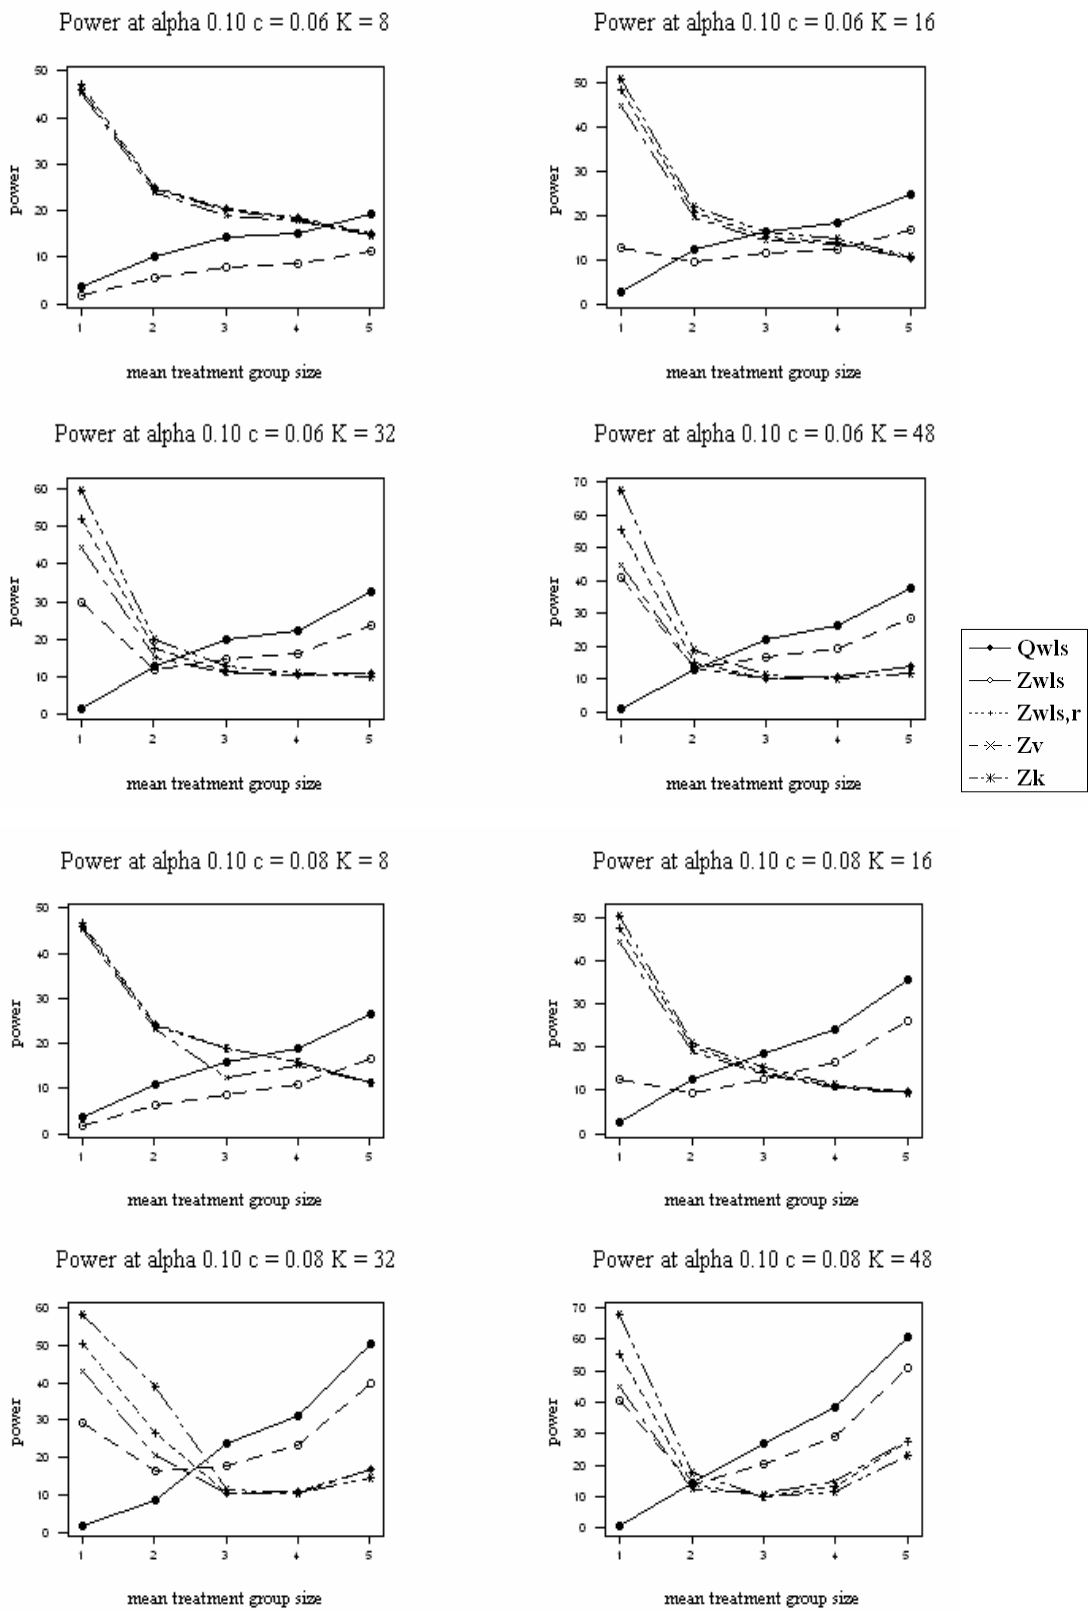 Power at alpha 0.10 c = 0.06 K = 8
50
40
30
20
10
0
power
1 2 3 4 5
mean treatment group size
Power at alpha 0.10 c = 0.06 K = 16
50
40
30
20
10
0
power
1 2 3 4 5
mean treatment group size
Power at alpha 0.10 c = 0.06 K = 32
60
50
40
30
20
10
0
power
1 2 3 4 5
mean treatment group size
Power at alpha 0.10 c = 0.06 K = 48
70
60
50
40
30
20
10
0
power
1 2 3 4 5
mean treatment group size
Qwls
Zwls
Zwls,r
Zv
Zk
Power at alpha 0.10 c = 0.08 K = 8
50
40
30
20
10
0
power
1 2 3 4 5
mean treatment group size
Power at alpha 0.10 c = 0.08 K = 16
50
40
30
20
10
0
power
1 2 3 4 5
mean treatment group size
Power at alpha 0.10 c = 0.08 K = 32
60
50
40
30
20
10
0
power
1 2 3 4 5
mean treatment group size
Power at alpha 0.10 c = 0.08 K = 48
70
60
50
40
30
20
10
0
power
1 2 3 4 5
mean treatment group size